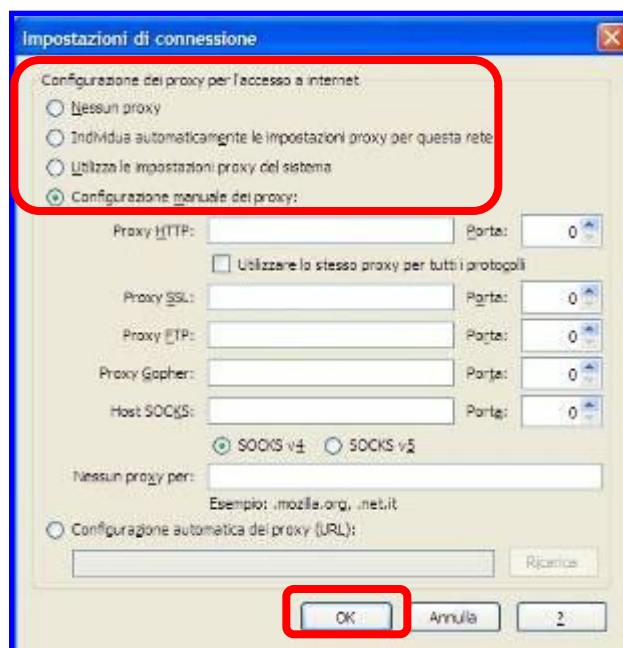 Impostazioni di connessione
Configurazione dei proxy per l'accesso a internet
Nessun proxy
Individua automaticamente le impostazioni proxy per questa rete
Utilizza le impostazioni proxy del sistema
Configurazione manuale dei proxy:
Proxy HTTP: Porta: 0
Utilizzare lo stesso proxy per tutti i protocolli
Proxy SSL: Porta: 0
Proxy FTP: Porta: 0
Proxy Gopher: Porta: 0
Host SOCKS: Porta: 0
SOCKS v4 SOCKS v5
Nessun proxy per:
Esempio: .mozilla.org, .net.it
Configurazione automatica dei proxy (URL):
Ricarica
OK Annulla ?